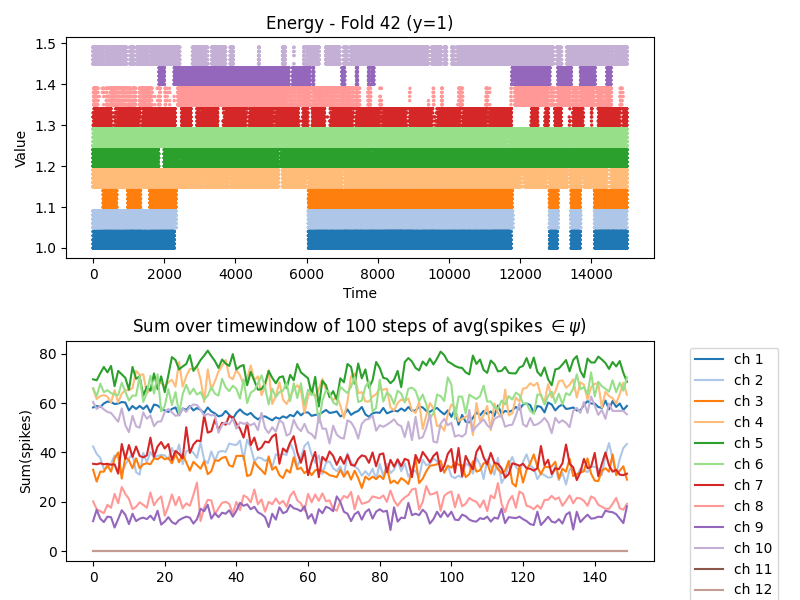 Energy - Fold 42 (y=1)
1.5
1.4
1.3
1.2
1.1
1.0
Value
0 2000 4000 6000 8000 10000 12000 14000
Time
Sum over timewindow of 100 steps of avg(spikes ∈ ψ)
80
60
40
20
0
Sum(spikes)
0 20 40 60 80 100 120 140
ch 1
ch 2
ch 3
ch 4
ch 5
ch 6
ch 7
ch 8
ch 9
ch 10
ch 11
ch 12